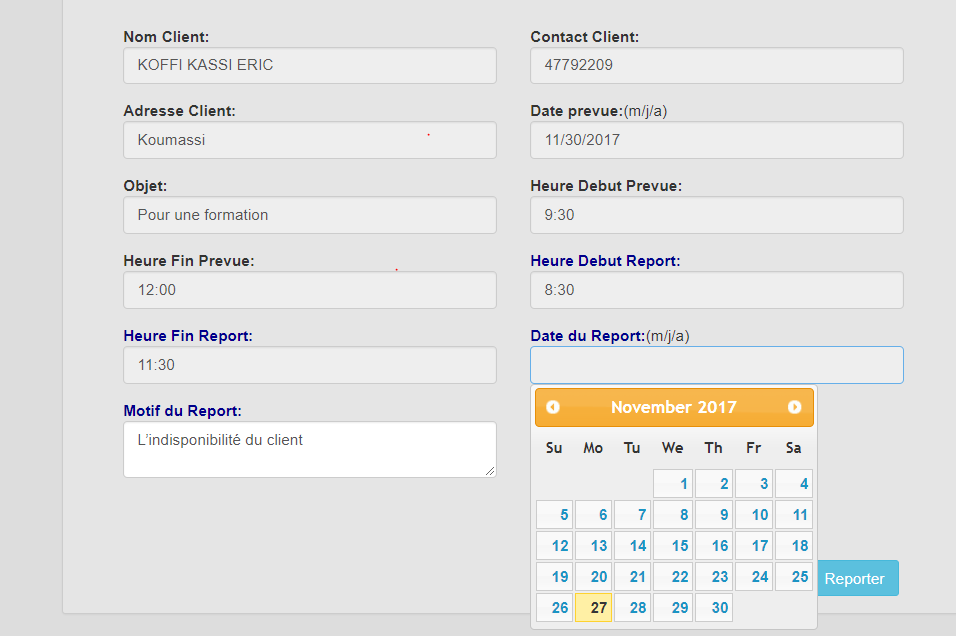 Nom Client:
Contact Client:
KOFFI KASSI ERIC
47792209
Adresse Client:
Date prevue:(m/j/a)
Koumassi
11/30/2017
Objet:
Heure Debut Prevue:
Pour une formation
9:30
Heure Fin Prevue:
Heure Debut Report:
12:00
8:30
Heure Fin Report:
Date du Report:(m/j/a)
11:30
Motif du Report:
L'indisponibilité du client
November 2017
Su Mo Tu We Th Fr Sa
1 2 3 4
5 6 7 8 9 10 11
12 13 14 15 16 17 18
19 20 21 22 23 24 25
26 27 28 29 30
Reporter